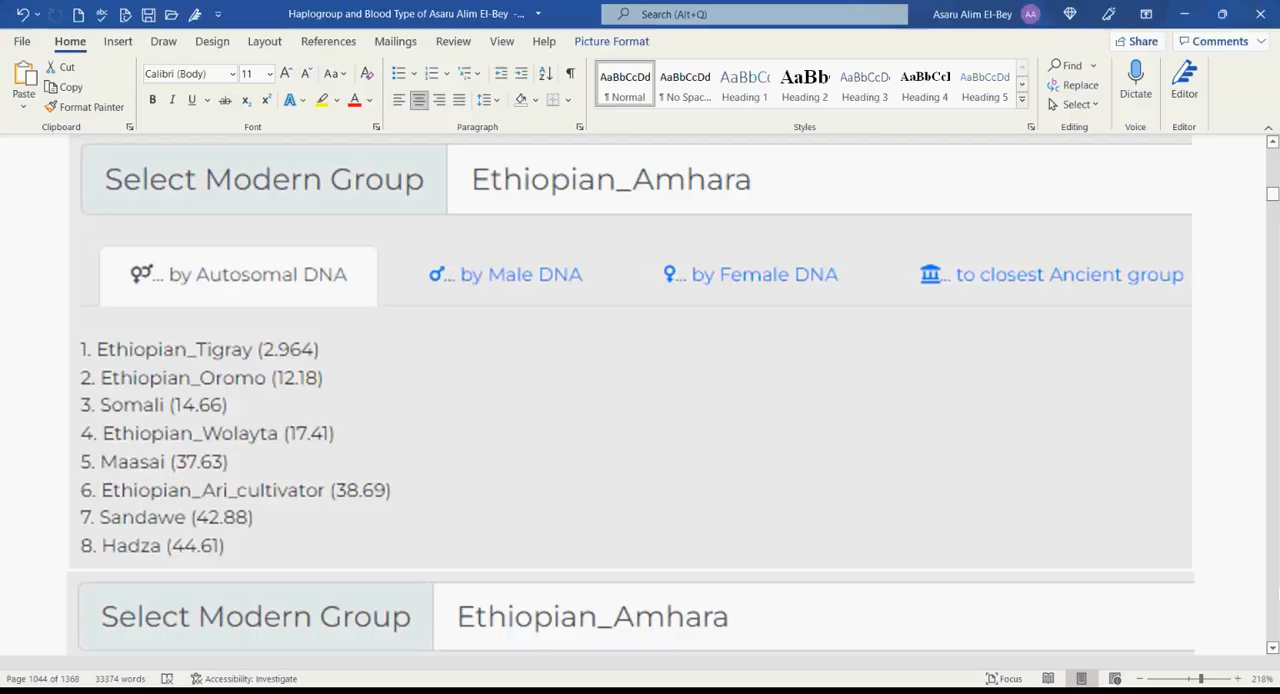 Haplogroup and Blood Type of Asaru Alim El-Bey -...
Search (Alt+Q)
Asaru Alim El-Bey AA
File Home Insert Draw Design Layout References Mailings Review View Help Picture Format Share Comments
Paste
Cut
Copy
Format Painter
Clipboard
Calibri (Body) 11
Font
Paragraph
AaBbCcDd AaBbCcDd AaBbCc AaBb AaBbCcDd AaBbCcI AaBbCcDd
¶ Normal ¶ No Spac... Heading 1 Heading 2 Heading 3 Heading 4 Heading 5
Styles
Find
Replace
Select
Editing
Dictate
Voice
Editor
Editor
Select Modern Group Ethiopian_Amhara
... by Autosomal DNA ... by Male DNA ... by Female DNA ... to closest Ancient group
1. Ethiopian_Tigray (2.964)
2. Ethiopian_Oromo (12.18)
3. Somali (14.66)
4. Ethiopian_Wolayta (17.41)
5. Maasai (37.63)
6. Ethiopian_Ari_cultivator (38.69)
7. Sandawe (42.88)
8. Hadza (44.61)
Select Modern Group Ethiopian_Amhara
Page 1044 of 1368 33374 words Accessibility: Investigate Focus 218%